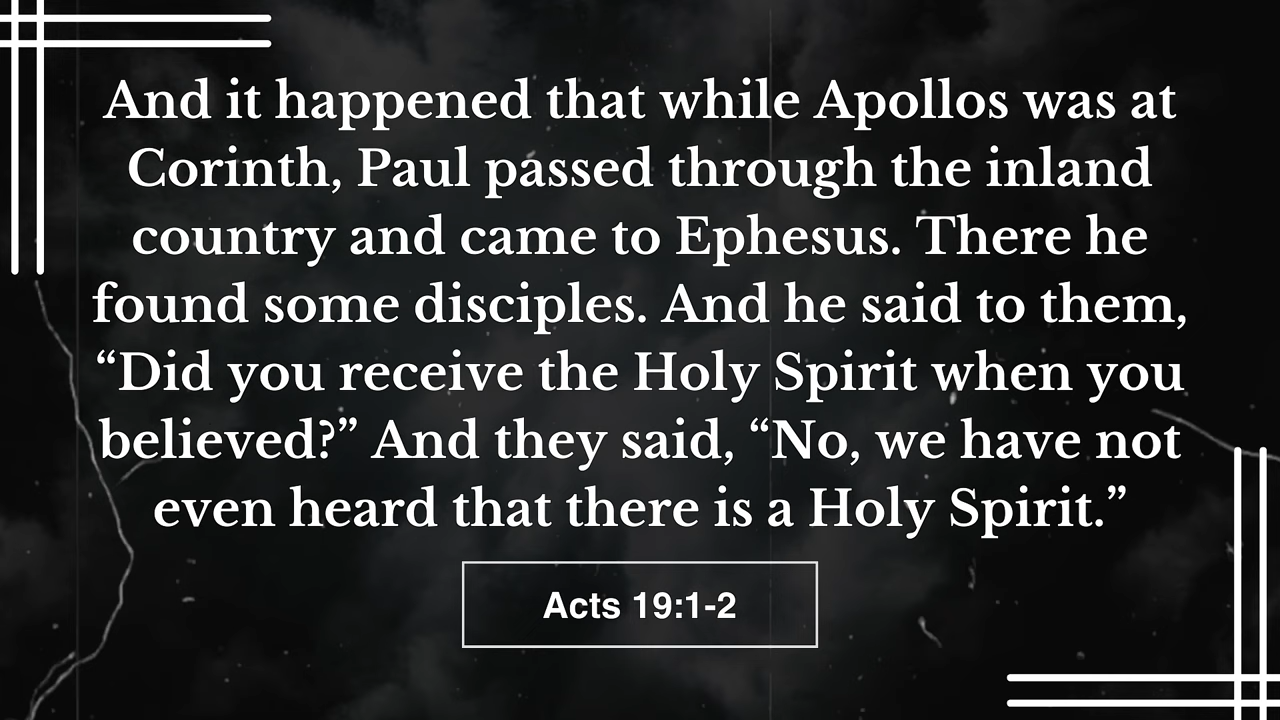 And it happened that while Apollos was at
Corinth, Paul passed through the inland
country and came to Ephesus. There he
found some disciples. And he said to them,
“Did you receive the Holy Spirit when you
believed?” And they said, “No, we have not
even heard that there is a Holy Spirit.”
Acts 19:1-2